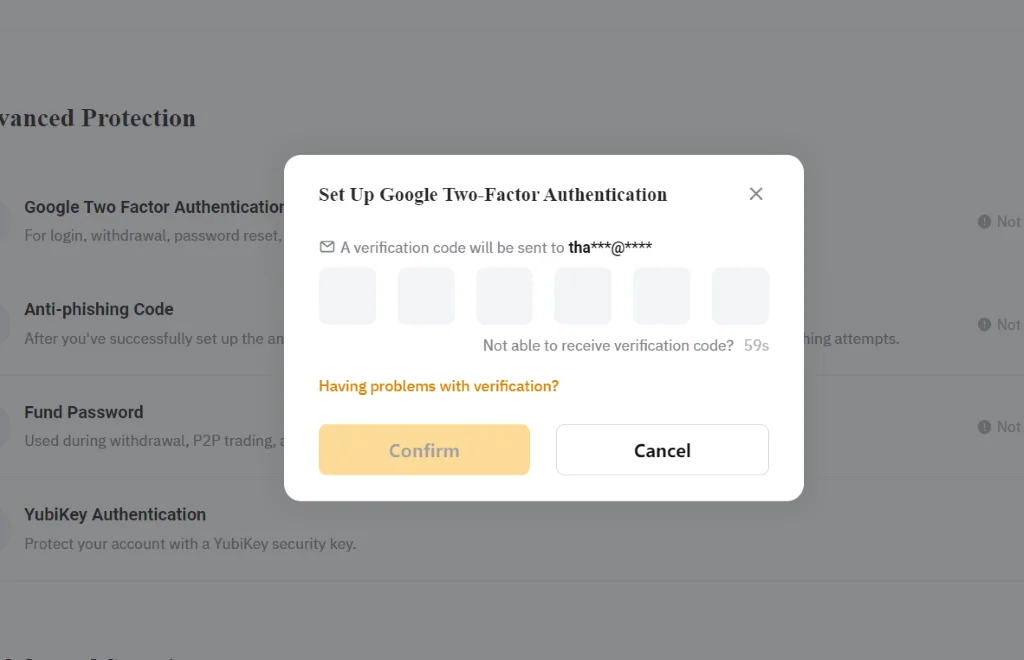 vanced Protection
Set Up Google Two-Factor Authentication
Google Two Factor Authentication
Not
For login, withdrawal, password reset,
A verification code will be sent to tha***@****
Anti-phishing Code
Not
After you've successfully set up the an
hing attempts.
Not able to receive verification code? 59s
Having problems with verification?
Fund Password
Not
Used during withdrawal, P2P trading, a
Confirm
Cancel
YubiKey Authentication
Protect your account with a YubiKey security key.